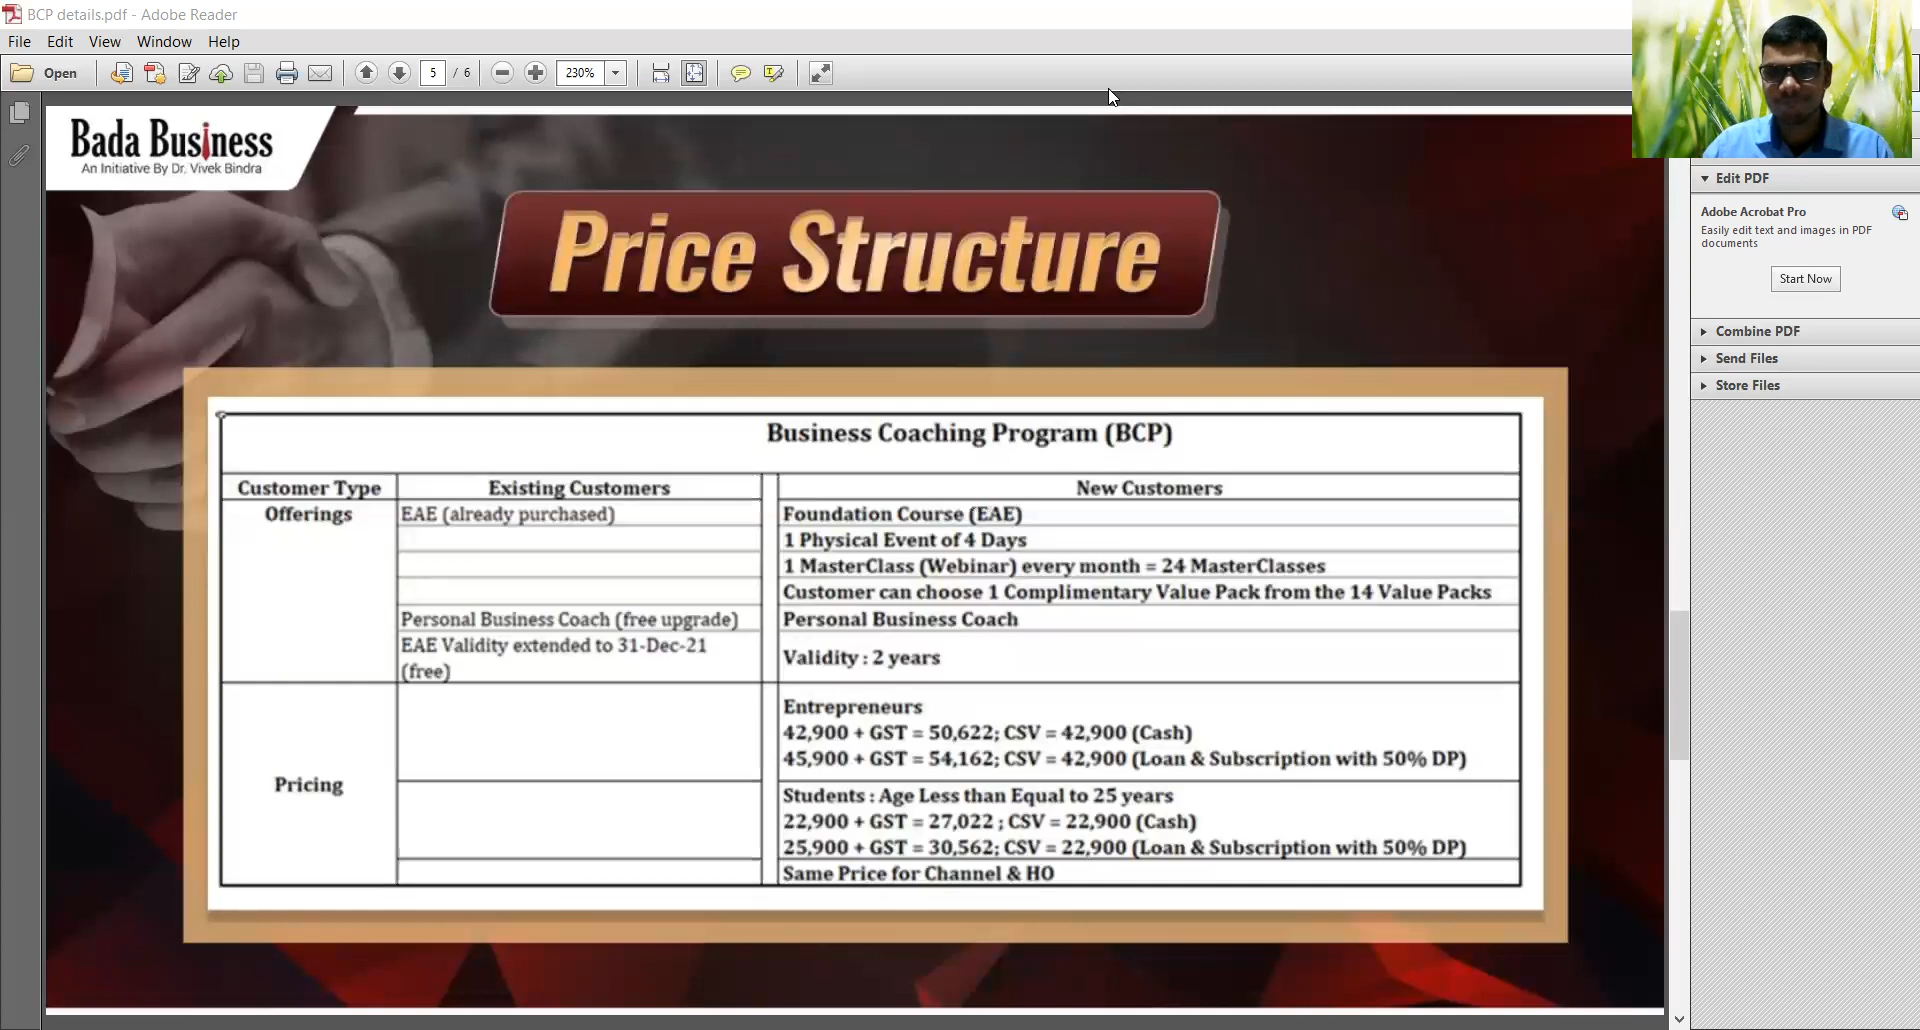 BCP details.pdf - Adobe Reader
File Edit View Window Help
Open 5 / 6 230%
Bada Business
An Initiative By Dr. Vivek Bindra
Price Structure
Business Coaching Program (BCP)
Customer Type Existing Customers New Customers
Offerings EAE (already purchased) Foundation Course (EAE)
1 Physical Event of 4 Days
1 MasterClass (Webinar) every month = 24 MasterClasses
Customer can choose 1 Complimentary Value Pack from the 14 Value Packs
Personal Business Coach (free upgrade) Personal Business Coach
EAE Validity extended to 31-Dec-21
(free)
Validity : 2 years
Pricing
Entrepreneurs
42,900 + GST = 50,622; CSV = 42,900 (Cash)
45,900 + GST = 54,162; CSV = 42,900 (Loan & Subscription with 50% DP)
Students : Age Less than Equal to 25 years
22,900 + GST = 27,022 ; CSV = 22,900 (Cash)
25,900 + GST = 30,562; CSV = 22,900 (Loan & Subscription with 50% DP)
Same Price for Channel & HO
Edit PDF
Adobe Acrobat Pro
Easily edit text and images in PDF
documents
Start Now
Combine PDF
Send Files
Store Files